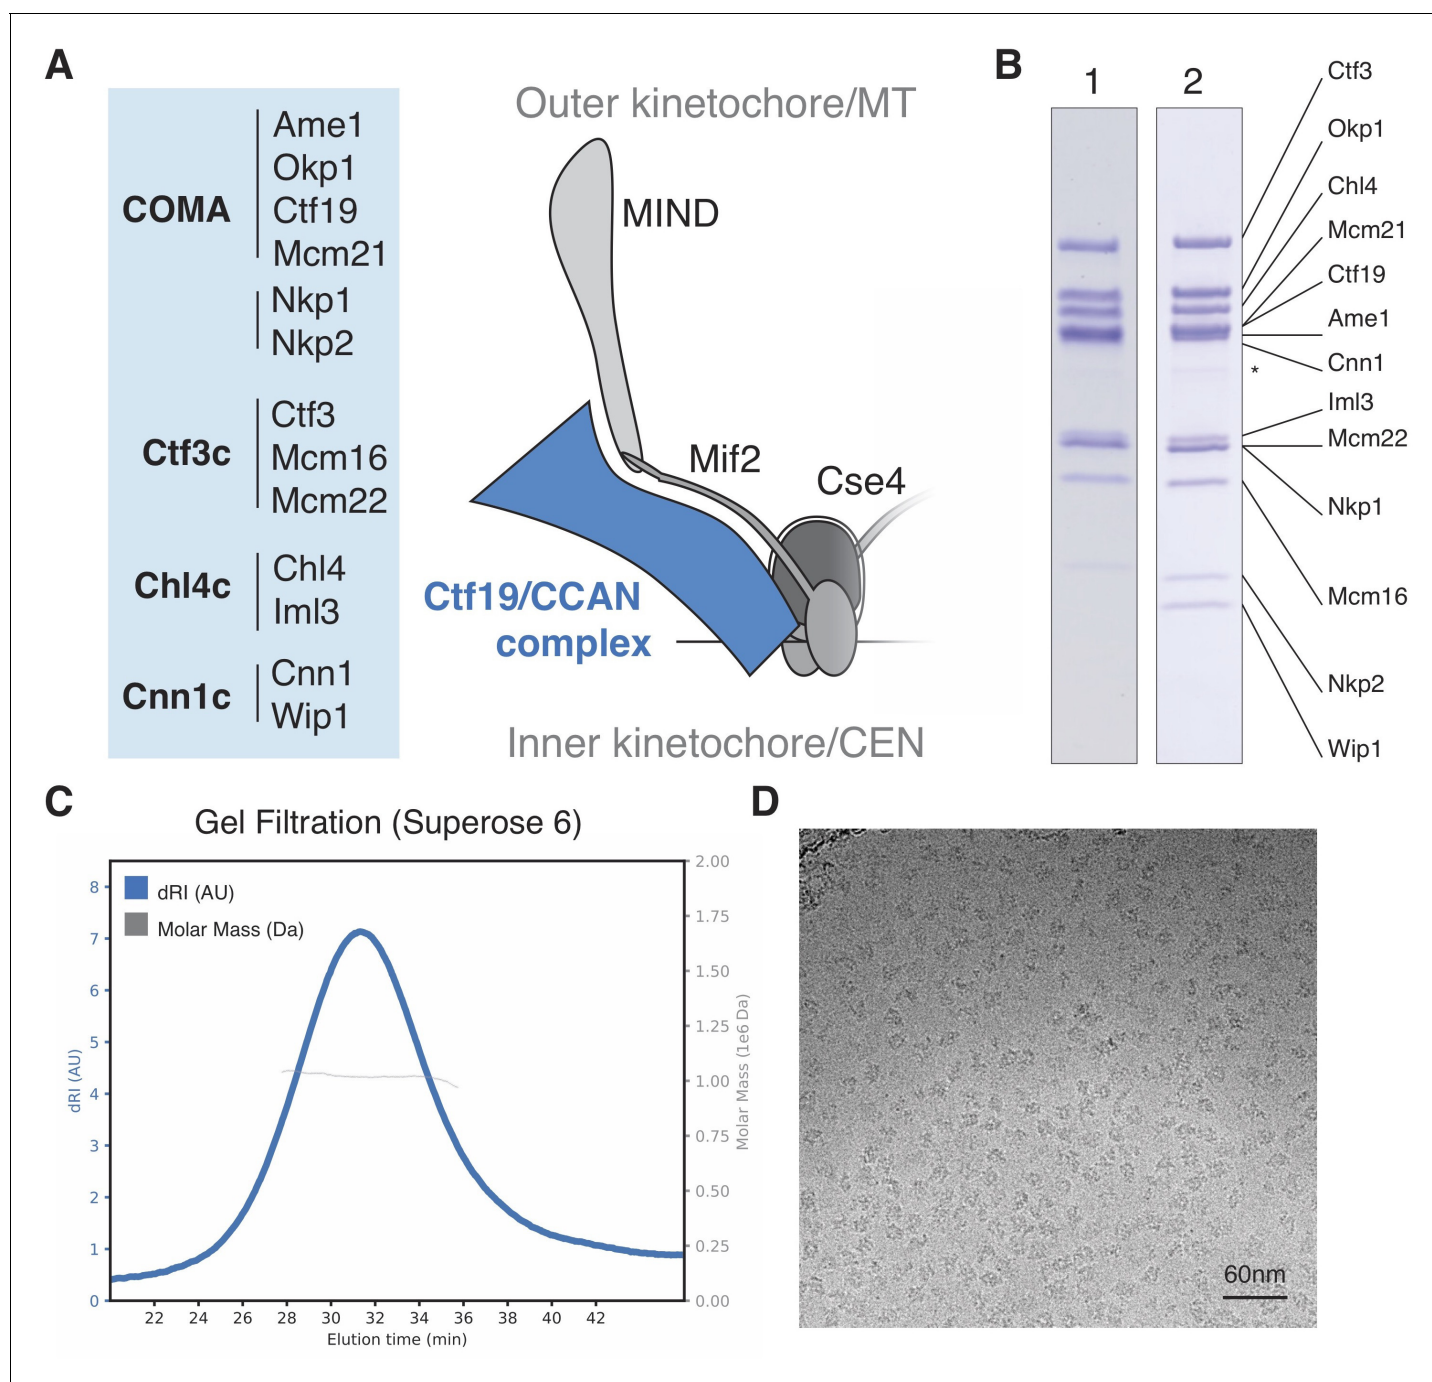 A
COMA
Ame1
Okp1
Ctf19
Mcm21
Nkp1
Nkp2
Ctf3c
Ctf3
Mcm16
Mcm22
Chl4c
Chl4
Iml3
Cnn1c
Cnn1
Wip1
Outer kinetochore/MT
MIND
Mif2
Cse4
Ctf19/CCAN
complex
Inner kinetochore/CEN
B
1 2
Ctf3
Okp1
Chl4
Mcm21
Ctf19
Ame1
Cnn1
*
Iml3
Mcm22
Nkp1
Mcm16
Nkp2
Wip1
C
Gel Filtration (Superose 6)
dRI (AU)
Molar Mass (Da)
8
7
6
5
4
3
2
1
0
dRI (AU)
2.00
1.75
1.50
1.25
1.00
0.75
0.50
0.25
0.00
Molar Mass (1e6 Da)
22 24 26 28 30 32 34 36 38 40 42
Elution time (min)
D
60nm